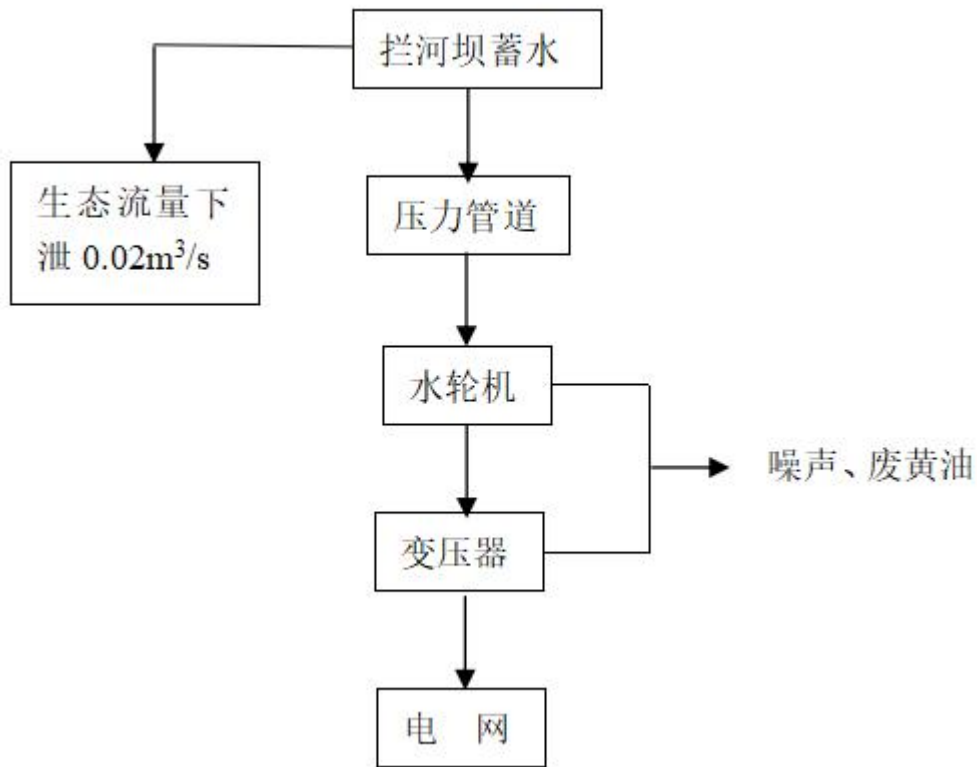 拦河坝蓄水
生态流量下
泄 0.02m³/s
压力管道
水轮机
噪声、废黄油
变压器
电 网